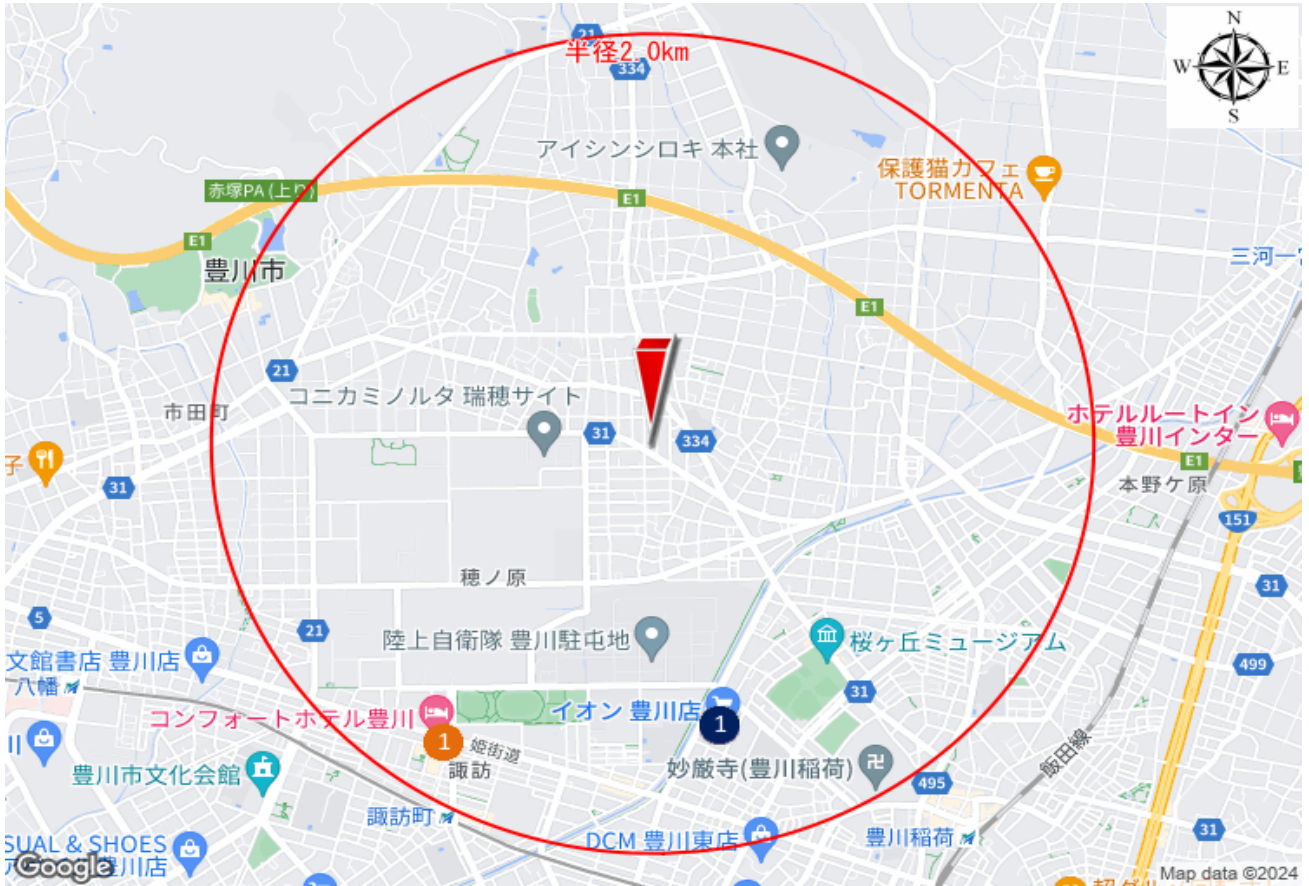 21
半径2.0km
334
N
W
E
S
アイシンシロキ 本社
保護猫カフェ
TORMENTA
赤塚PA (上り)
E1
E1
豊川市
三河一宮
E1
21
コニカミノルタ 瑞穂サイト
市田町
31
334
ホテルルートイン
豊川インター
子
31
E1
本野ケ原
151
穂ノ原
31
5
21
陸上自衛隊 豊川駐屯地
桜ヶ丘ミュージアム
文館書店 豊川店
499
八幡
31
コンフォートホテル豊川
イオン 豊川店
1
1
川
姫街道
諏訪
豊川市文化会館
妙厳寺(豊川稲荷)
飯田線
495
諏訪町
SUAL & SHOES
豊川店
DCM 豊川東店
豊川稲荷
31
Google
Map data ©2024